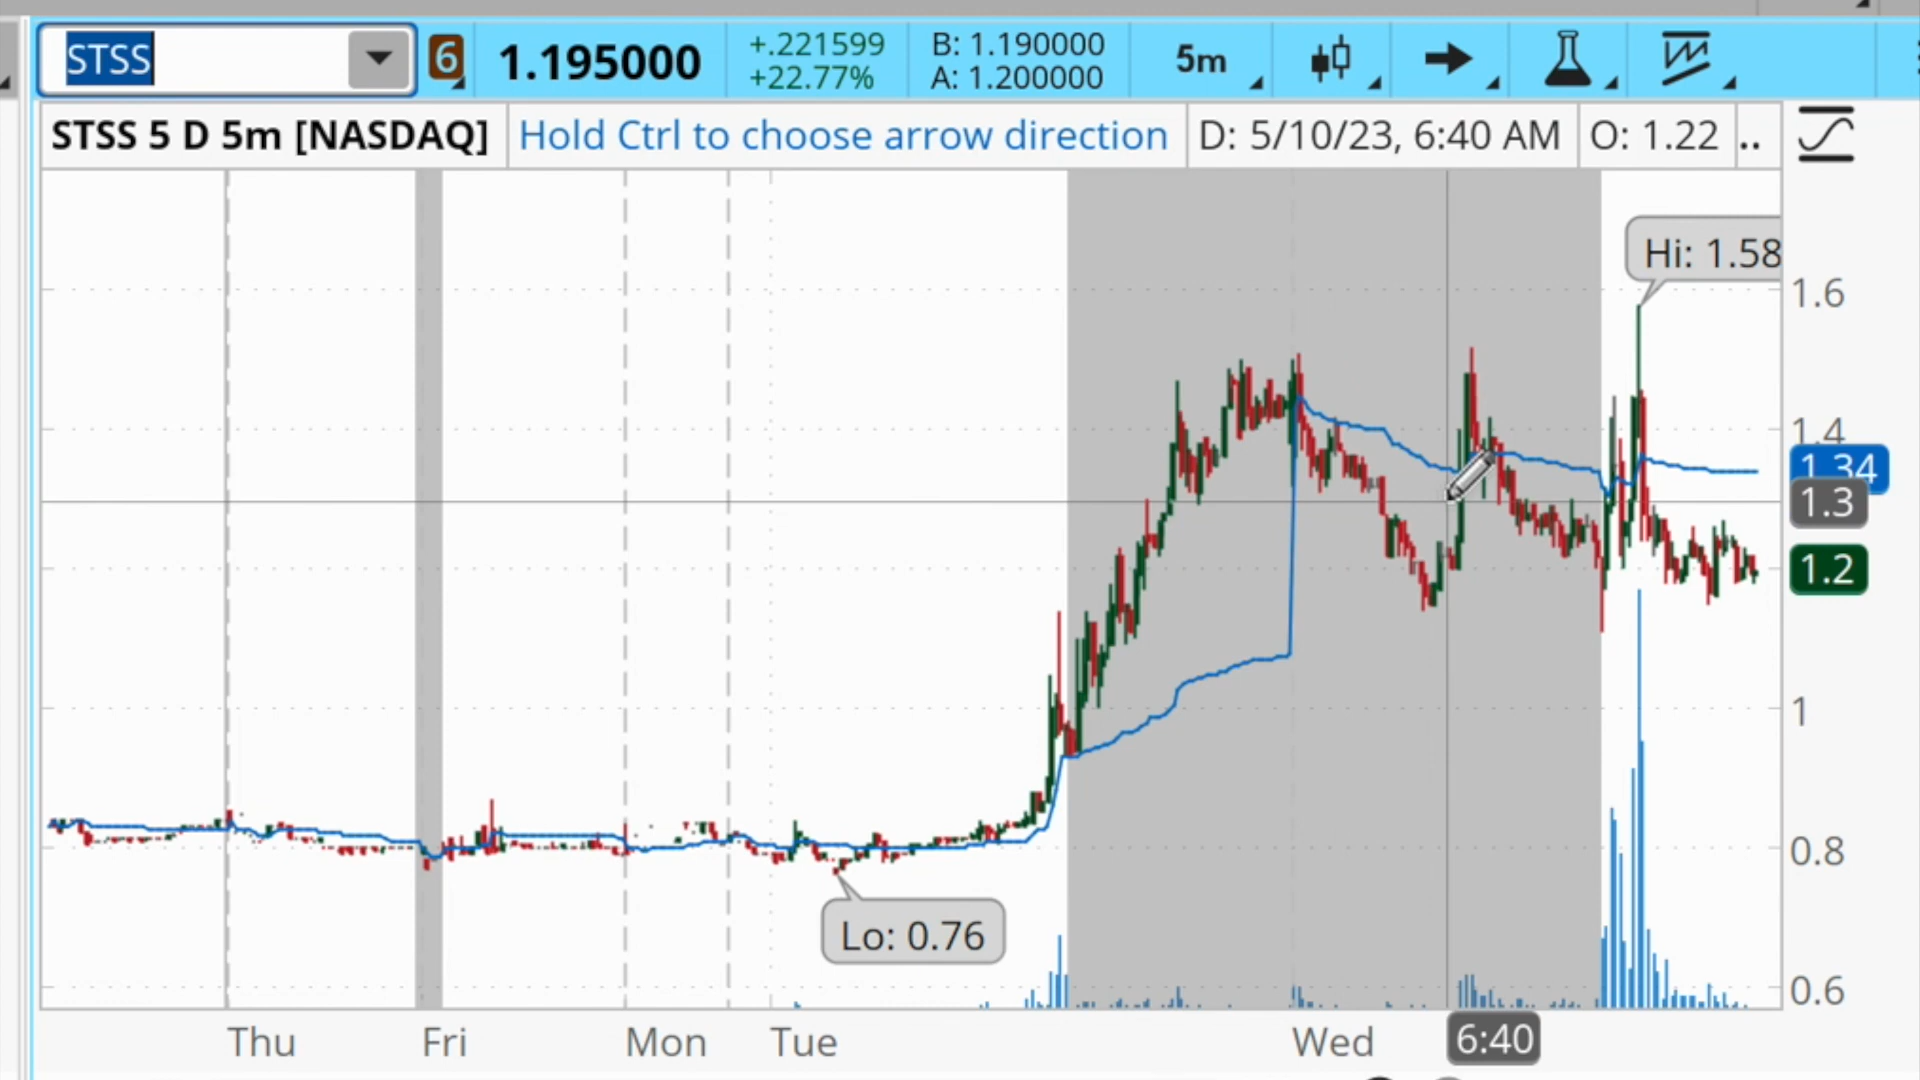 STSS
6
1.195000
+.221599
+22.77%
B: 1.190000
A: 1.200000
5m
STSS 5 D 5m [NASDAQ]
Hold Ctrl to choose arrow direction
D: 5/10/23, 6:40 AM
O: 1.22
..
Hi: 1.58
1.6
1.4
1.34
1.3
1.2
1
0.8
Lo: 0.76
0.6
Thu
Fri
Mon
Tue
Wed
6:40